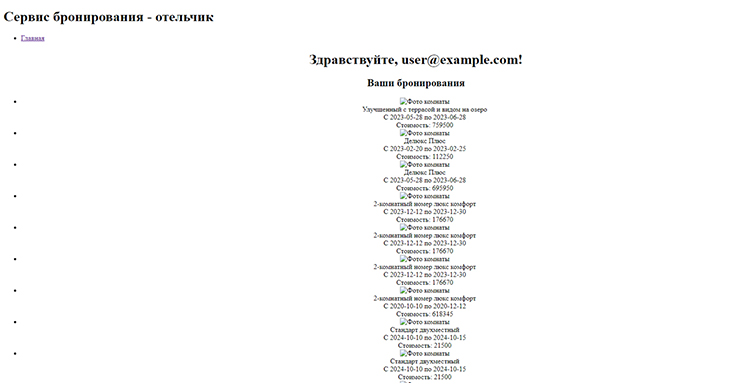 Сервис бронирования - отельчик
Главная
Здравствуйте, user@example.com!
Ваши бронирования
Фото комнаты
Улучшенный с террасой и видом на озеро
С 2023-05-28 по 2023-06-28
Стоимость: 759500
Фото комнаты
Делюкс Плюс
С 2023-02-20 по 2023-02-25
Стоимость: 112250
Фото комнаты
Делюкс Плюс
С 2023-05-28 по 2023-06-28
Стоимость: 695950
Фото комнаты
2-комнатный номер люкс комфорт
С 2023-12-12 по 2023-12-30
Стоимость: 176670
Фото комнаты
2-комнатный номер люкс комфорт
С 2023-12-12 по 2023-12-30
Стоимость: 176670
Фото комнаты
2-комнатный номер люкс комфорт
С 2023-12-12 по 2023-12-30
Стоимость: 176670
Фото комнаты
2-комнатный номер люкс комфорт
С 2020-10-10 по 2020-12-12
Стоимость: 618345
Фото комнаты
Стандарт двухместный
С 2024-10-10 по 2024-10-15
Стоимость: 21500
Фото комнаты
Стандарт двухместный
С 2024-10-10 по 2024-10-15
Стоимость: 21500